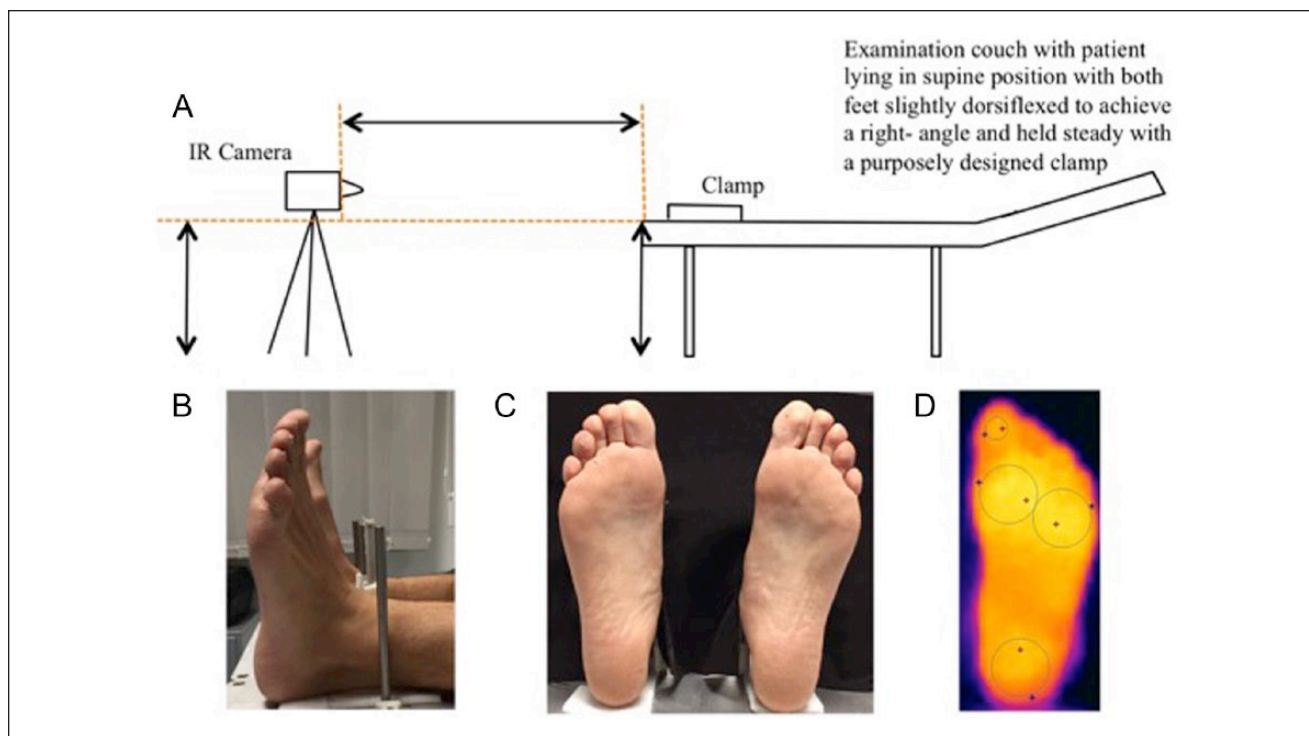 Examination couch with patient
lying in supine position with both
feet slightly dorsiflexed to achieve
a right- angle and held steady with
a purposely designed clamp
A
IR Camera
Clamp
B
C
D